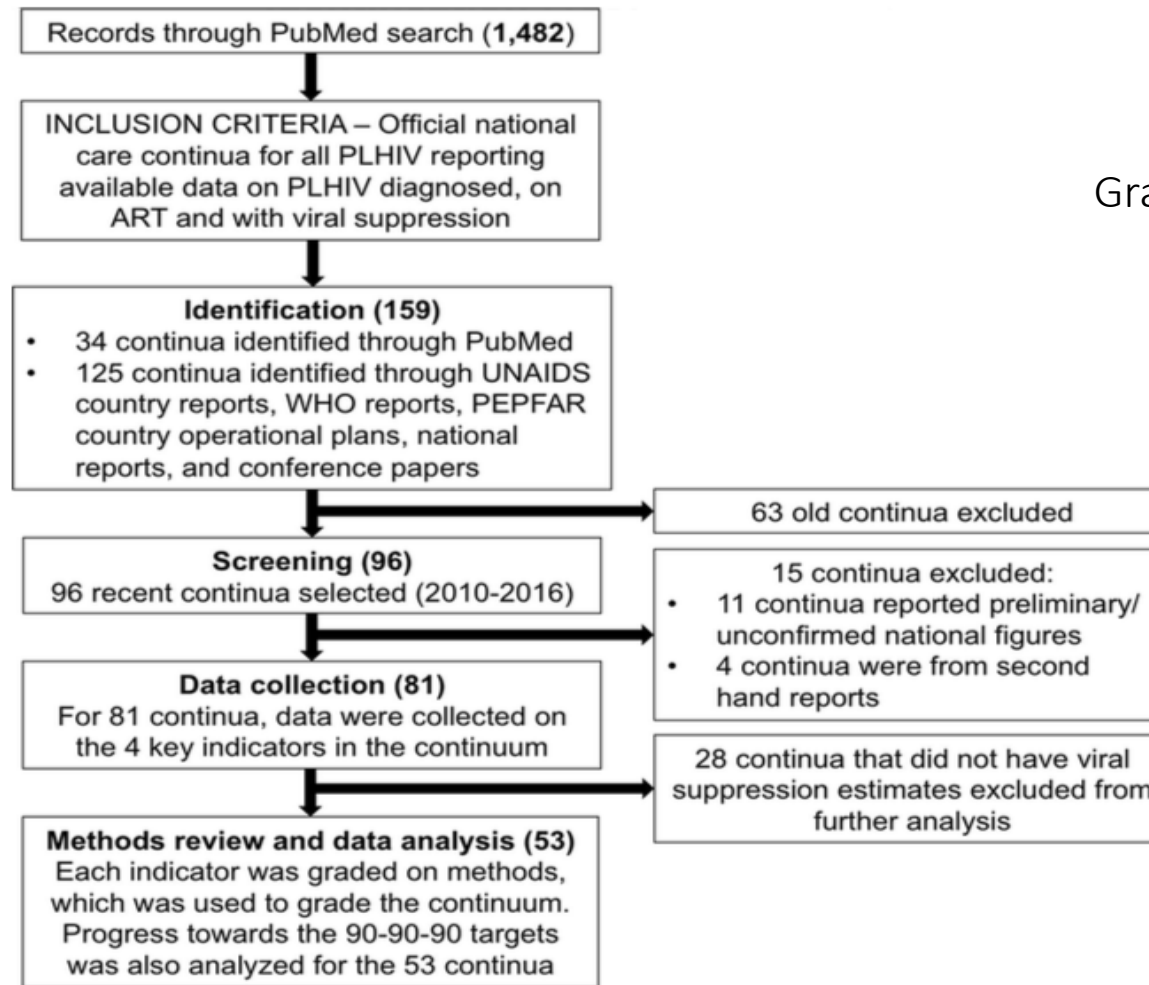 Records through PubMed search (1,482)
INCLUSION CRITERIA – Official national
care continua for all PLHIV reporting
available data on PLHIV diagnosed, on
ART and with viral suppression
Gra
Identification (159)
• 34 continua identified through PubMed
• 125 continua identified through UNAIDS
country reports, WHO reports, PEPFAR
country operational plans, national
reports, and conference papers
63 old continua excluded
Screening (96)
96 recent continua selected (2010-2016)
15 continua excluded:
• 11 continua reported preliminary/
unconfirmed national figures
• 4 continua were from second
hand reports
Data collection (81)
For 81 continua, data were collected on
the 4 key indicators in the continuum
28 continua that did not have viral
suppression estimates excluded from
further analysis
Methods review and data analysis (53)
Each indicator was graded on methods,
which was used to grade the continuum.
Progress towards the 90-90-90 targets
was also analyzed for the 53 continua